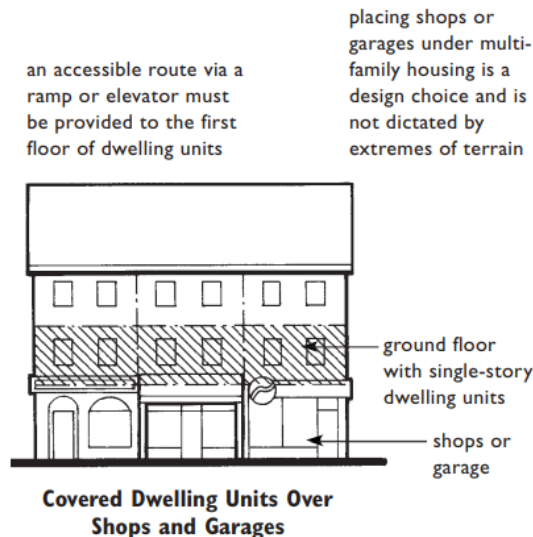 an accessible route via a
ramp or elevator must
be provided to the first
floor of dwelling units
placing shops or
garages under multi-
family housing is a
design choice and is
not dictated by
extremes of terrain
ground floor
with single-story
dwelling units
shops or
garage
Covered Dwelling Units Over
Shops and Garages